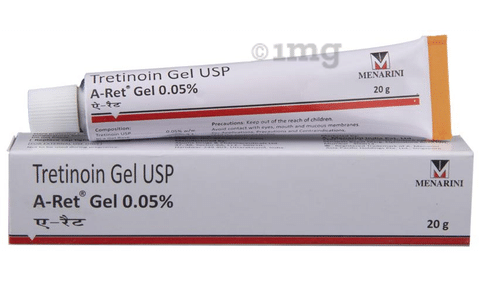 ©1mg
Tretinoin Gel USP
A-Ret® Gel 0.05%
ऐ-रैट
MENARINI
20 g
Composition:
Tretinoin USP 0.05% w/w
Precautions: Keep out of the reach of children.
Avoid contact with eyes, mouth and mucous membranes.
Tretinoin Gel USP
A-Ret® Gel 0.05%
ए-रैट
MENARINI
20 g